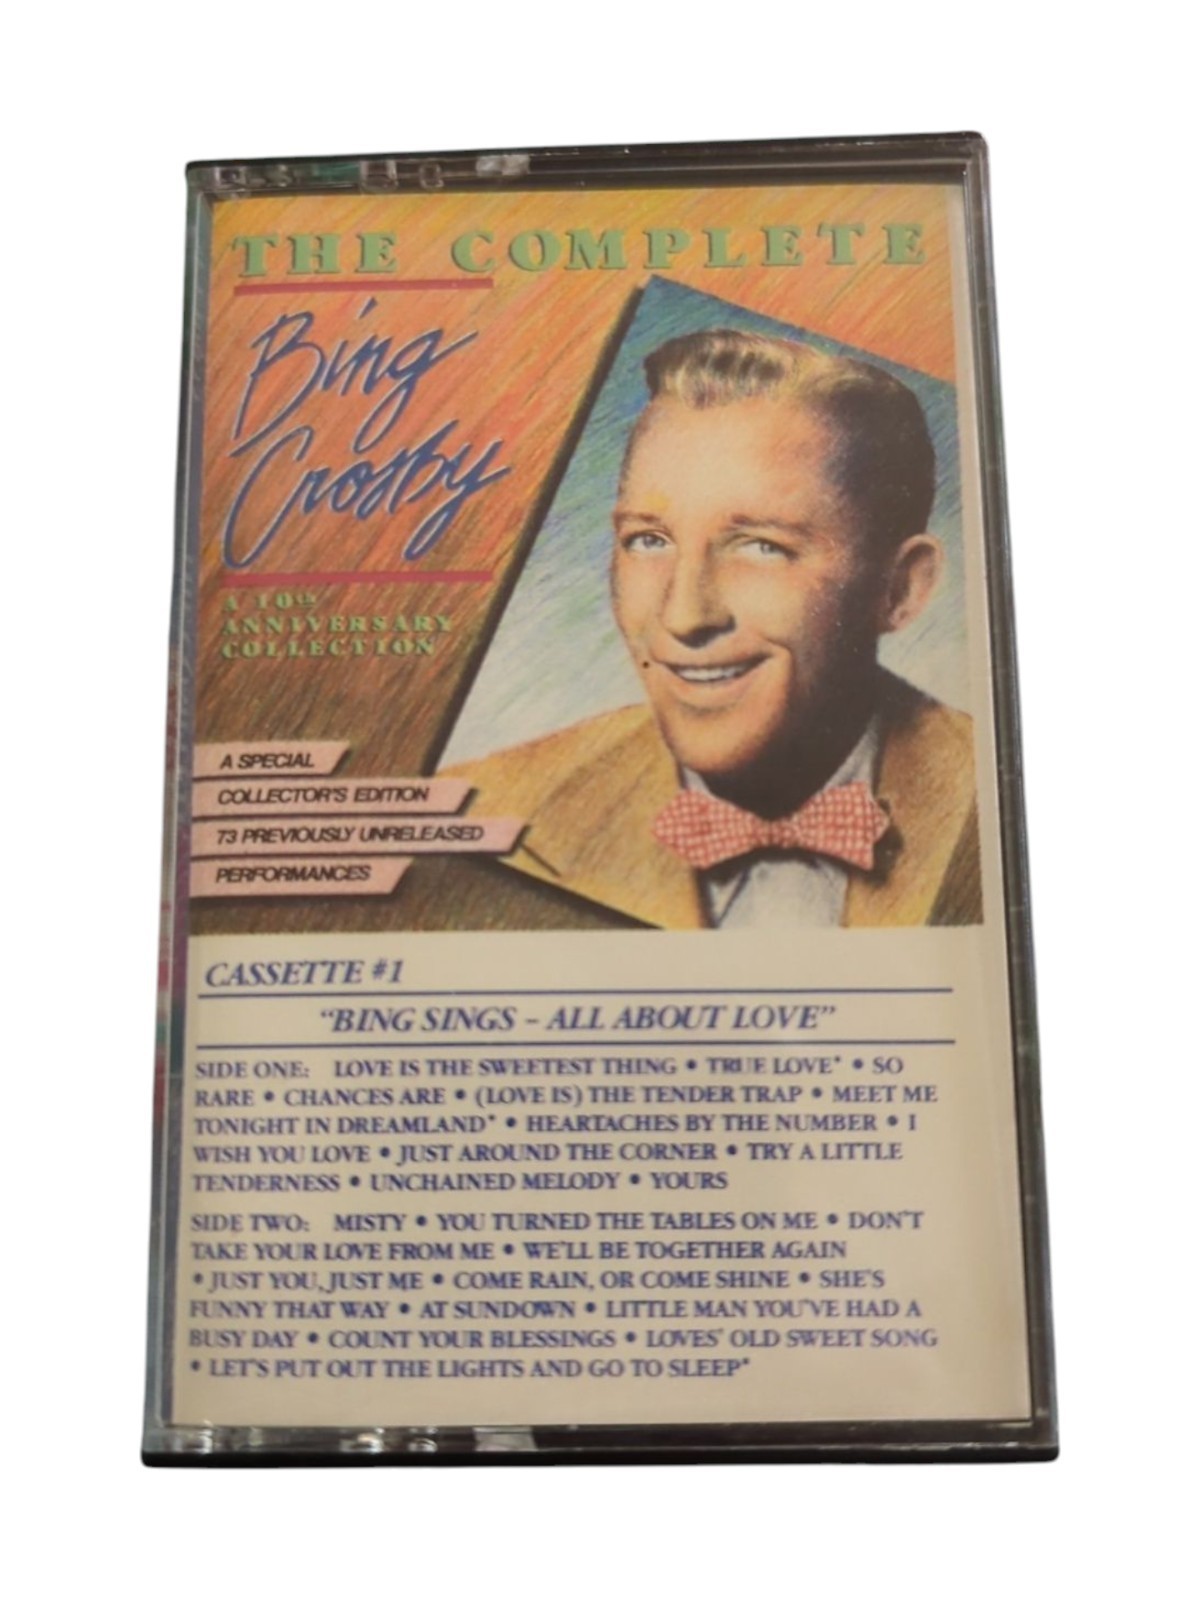 THE COMPLETE
Bing
Crosby
A 10th
ANNIVERSARY
COLLECTION
A SPECIAL
COLLECTOR'S EDITION
73 PREVIOUSLY UNRELEASED
PERFORMANCES
CASSETTE #1
"BING SINGS – ALL ABOUT LOVE"
SIDE ONE: LOVE IS THE SWEETEST THING • TRUE LOVE* • SO
RARE • CHANCES ARE • (LOVE IS) THE TENDER TRAP • MEET ME
TONIGHT IN DREAMLAND* • HEARTACHES BY THE NUMBER • I
WISH YOU LOVE • JUST AROUND THE CORNER • TRY A LITTLE
TENDERNESS • UNCHAINED MELODY • YOURS
SIDE TWO: MISTY • YOU TURNED THE TABLES ON ME • DON'T
TAKE YOUR LOVE FROM ME • WE'LL BE TOGETHER AGAIN
• JUST YOU, JUST ME • COME RAIN, OR COME SHINE • SHE'S
FUNNY THAT WAY • AT SUNDOWN • LITTLE MAN YOU'VE HAD A
BUSY DAY • COUNT YOUR BLESSINGS • LOVES' OLD SWEET SONG
• LET'S PUT OUT THE LIGHTS AND GO TO SLEEP*